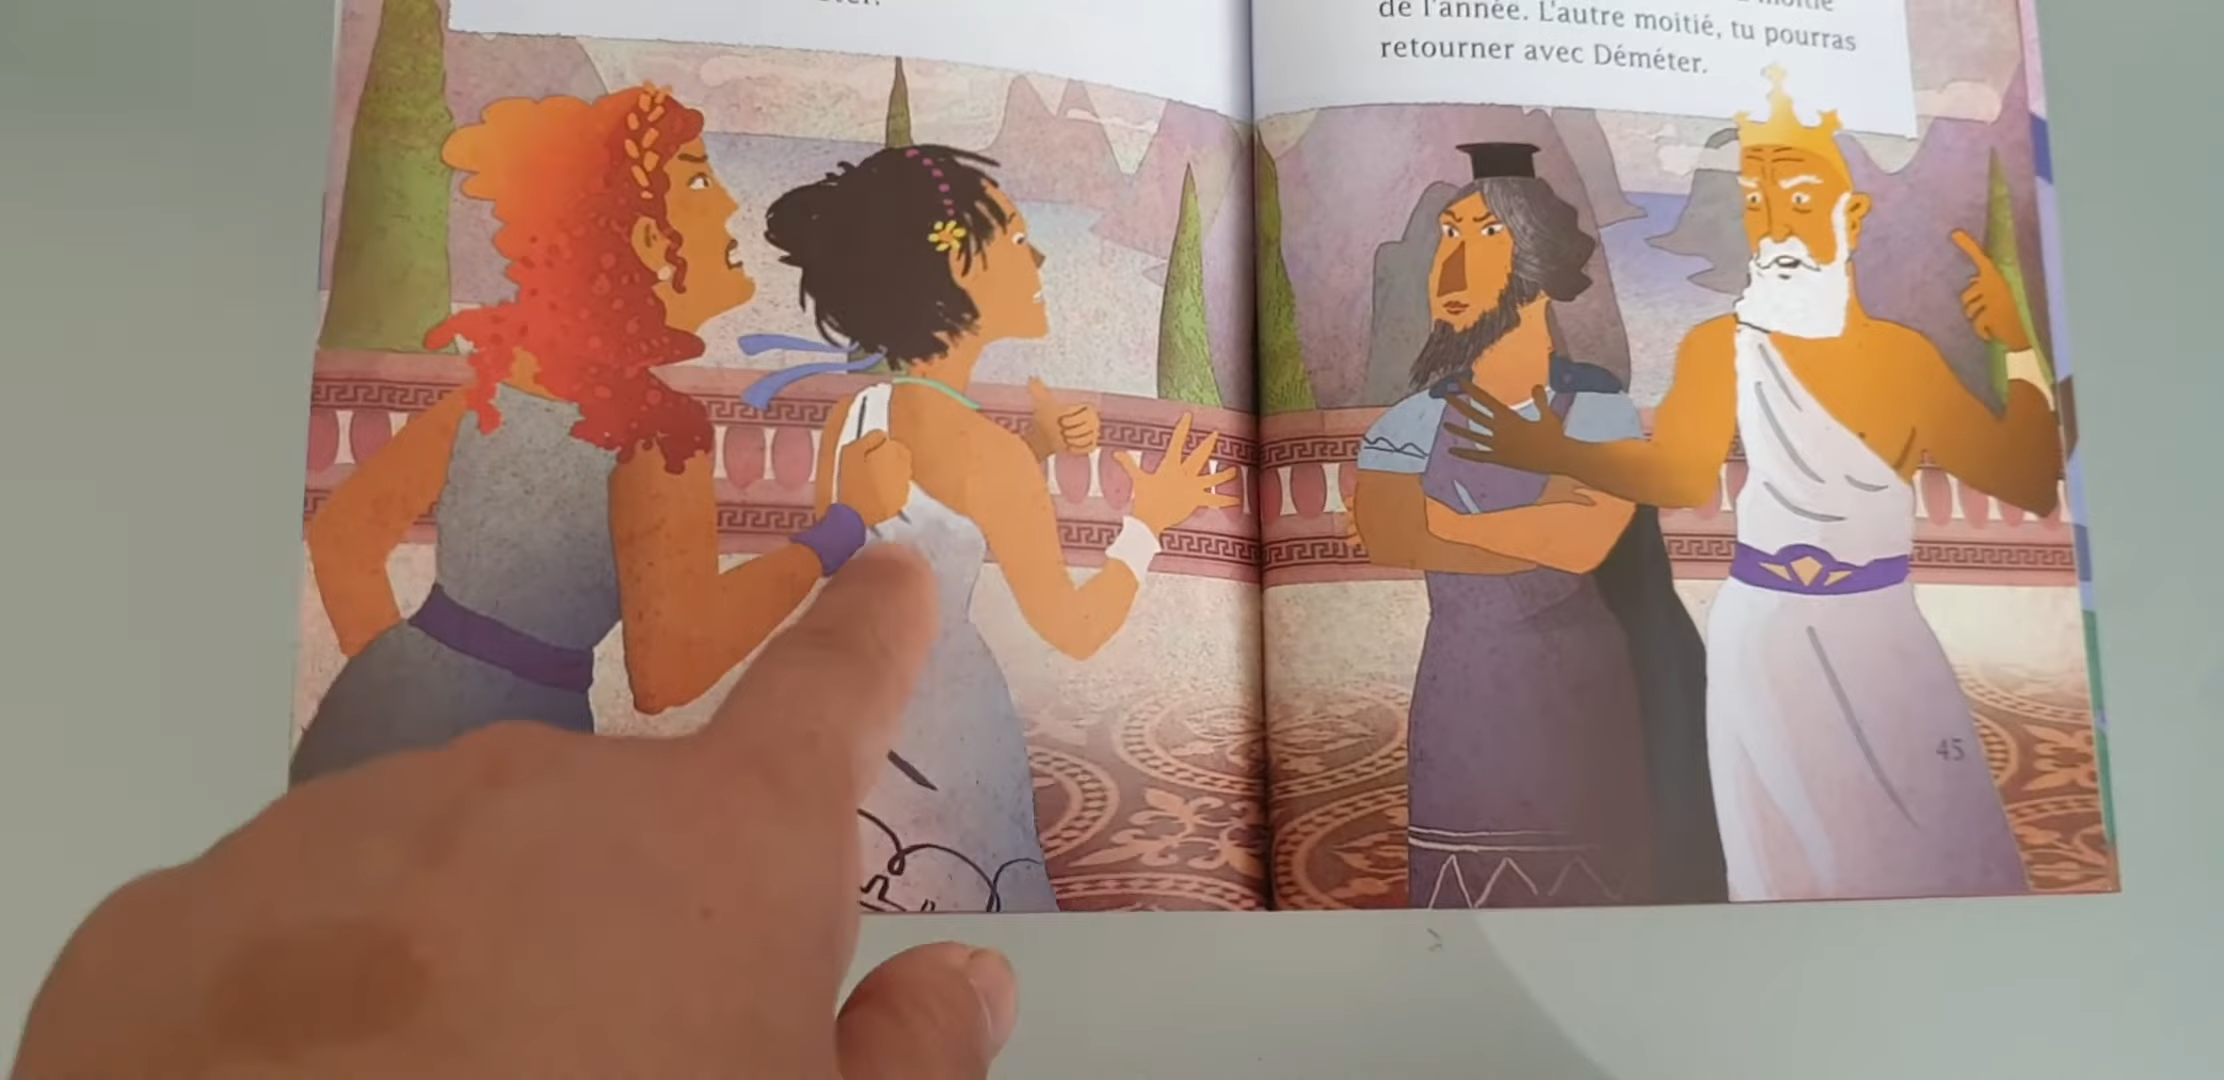 de l'année. L'autre moitié, tu pourras
retourner avec Déméter.
45